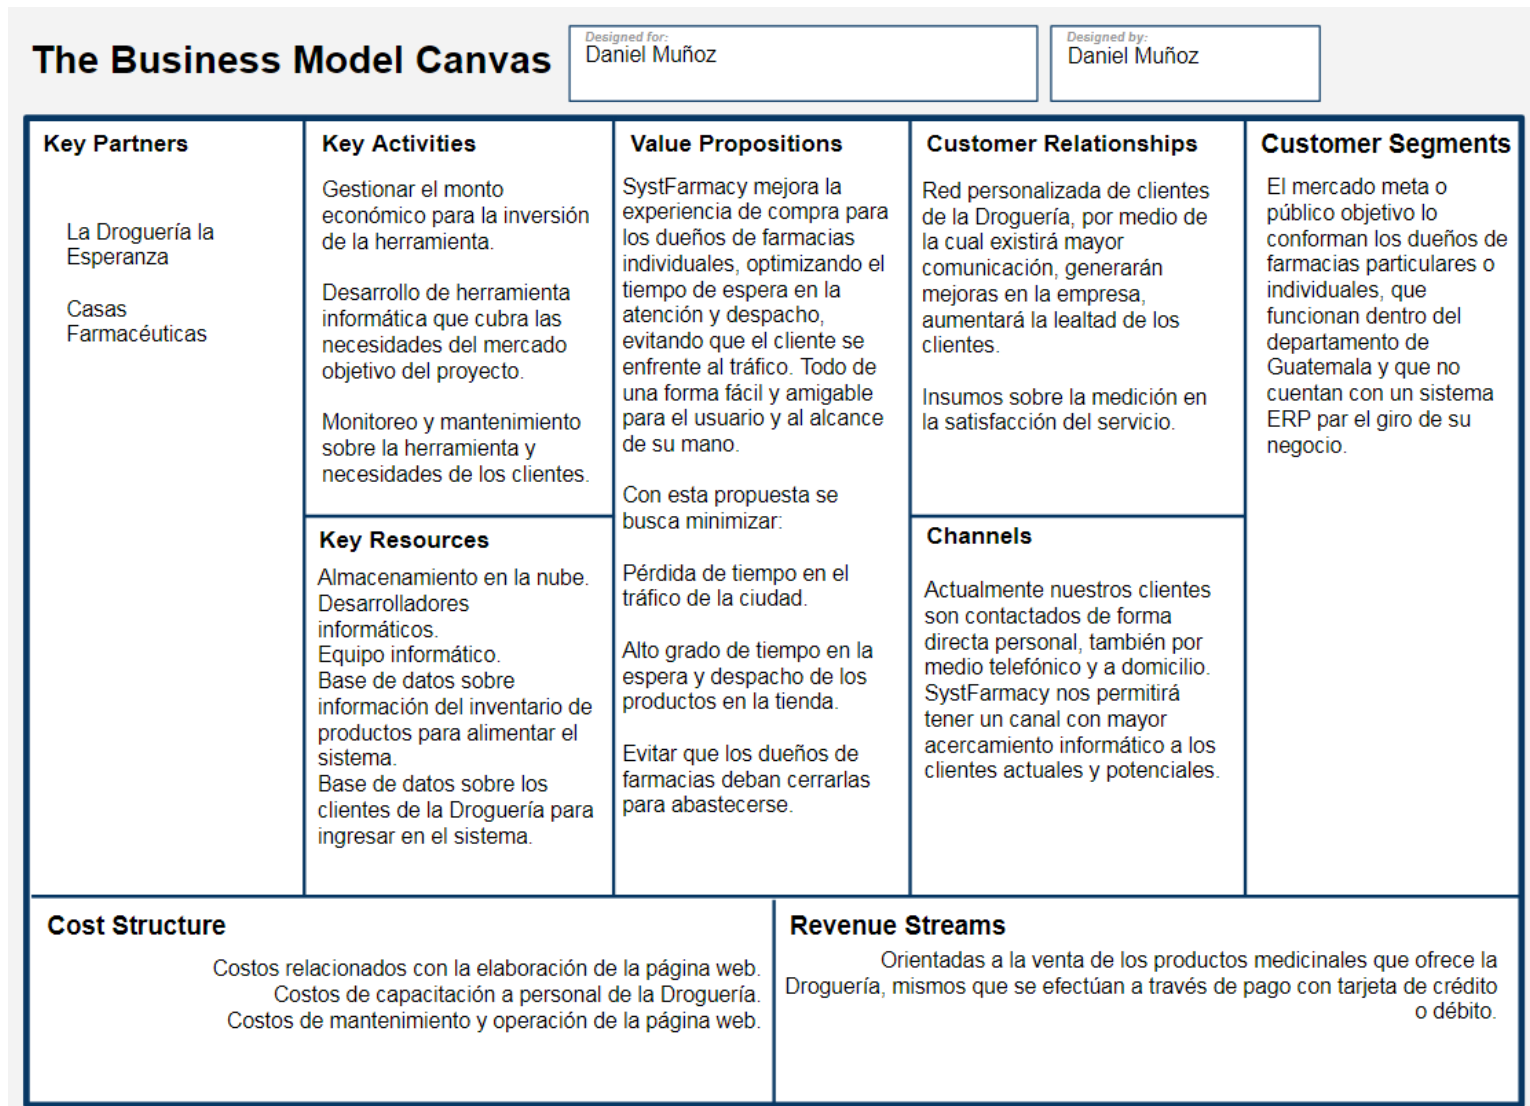 The Business Model Canvas
Designed for:
Daniel Muñoz
Designed by:
Daniel Muñoz
Key Partners
La Droguería la
Esperanza
Casas
Farmacéuticas
Key Activities
Gestionar el monto
económico para la inversión
de la herramienta.
Desarrollo de herramienta
informática que cubra las
necesidades del mercado
objetivo del proyecto.
Monitoreo y mantenimiento
sobre la herramienta y
necesidades de los clientes.
Key Resources
Almacenamiento en la nube.
Desarrolladores
informáticos.
Equipo informático.
Base de datos sobre
información del inventario de
productos para alimentar el
sistema.
Base de datos sobre los
clientes de la Droguería para
ingresar en el sistema.
Value Propositions
SystFarmacy mejora la
experiencia de compra para
los dueños de farmacias
individuales, optimizando el
tiempo de espera en la
atención y despacho,
evitando que el cliente se
enfrente al tráfico. Todo de
una forma fácil y amigable
para el usuario y al alcance
de su mano.
Con esta propuesta se
busca minimizar:
Pérdida de tiempo en el
tráfico de la ciudad.
Alto grado de tiempo en la
espera y despacho de los
productos en la tienda.
Evitar que los dueños de
farmacias deban cerrarlas
para abastecerse.
Customer Relationships
Red personalizada de clientes
de la Droguería, por medio de
la cual existirá mayor
comunicación, generarán
mejoras en la empresa,
aumentará la lealtad de los
clientes.
Insumos sobre la medición en
la satisfacción del servicio.
Channels
Actualmente nuestros clientes
son contactados de forma
directa personal, también por
medio telefónico y a domicilio.
SystFarmacy nos permitirá
tener un canal con mayor
acercamiento informático a los
clientes actuales y potenciales.
Customer Segments
El mercado meta o
público objetivo lo
conforman los dueños de
farmacias particulares o
individuales, que
funcionan dentro del
departamento de
Guatemala y que no
cuentan con un sistema
ERP par el giro de su
negocio.
Cost Structure
Costos relacionados con la elaboración de la página web.
Costos de capacitación a personal de la Droguería.
Costos de mantenimiento y operación de la página web.
Revenue Streams
Orientadas a la venta de los productos medicinales que ofrece la
Droguería, mismos que se efectúan a través de pago con tarjeta de crédito
o débito.